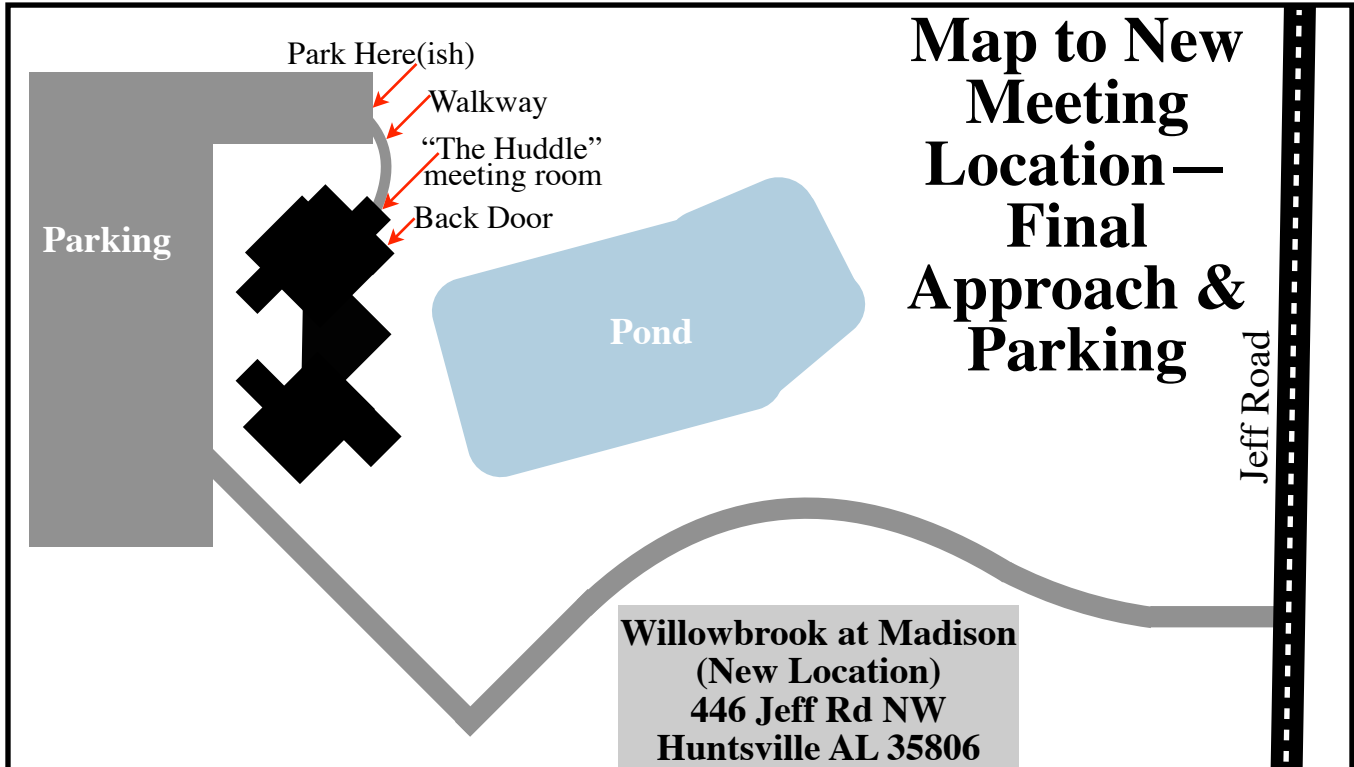 Map to New
Meeting
Location—
Final
Approach &
Parking
Park Here(ish)
Walkway
“The Huddle”
meeting room
Back Door
Parking
Pond
Jeff Road
Willowbrook at Madison
(New Location)
446 Jeff Rd NW
Huntsville AL 35806